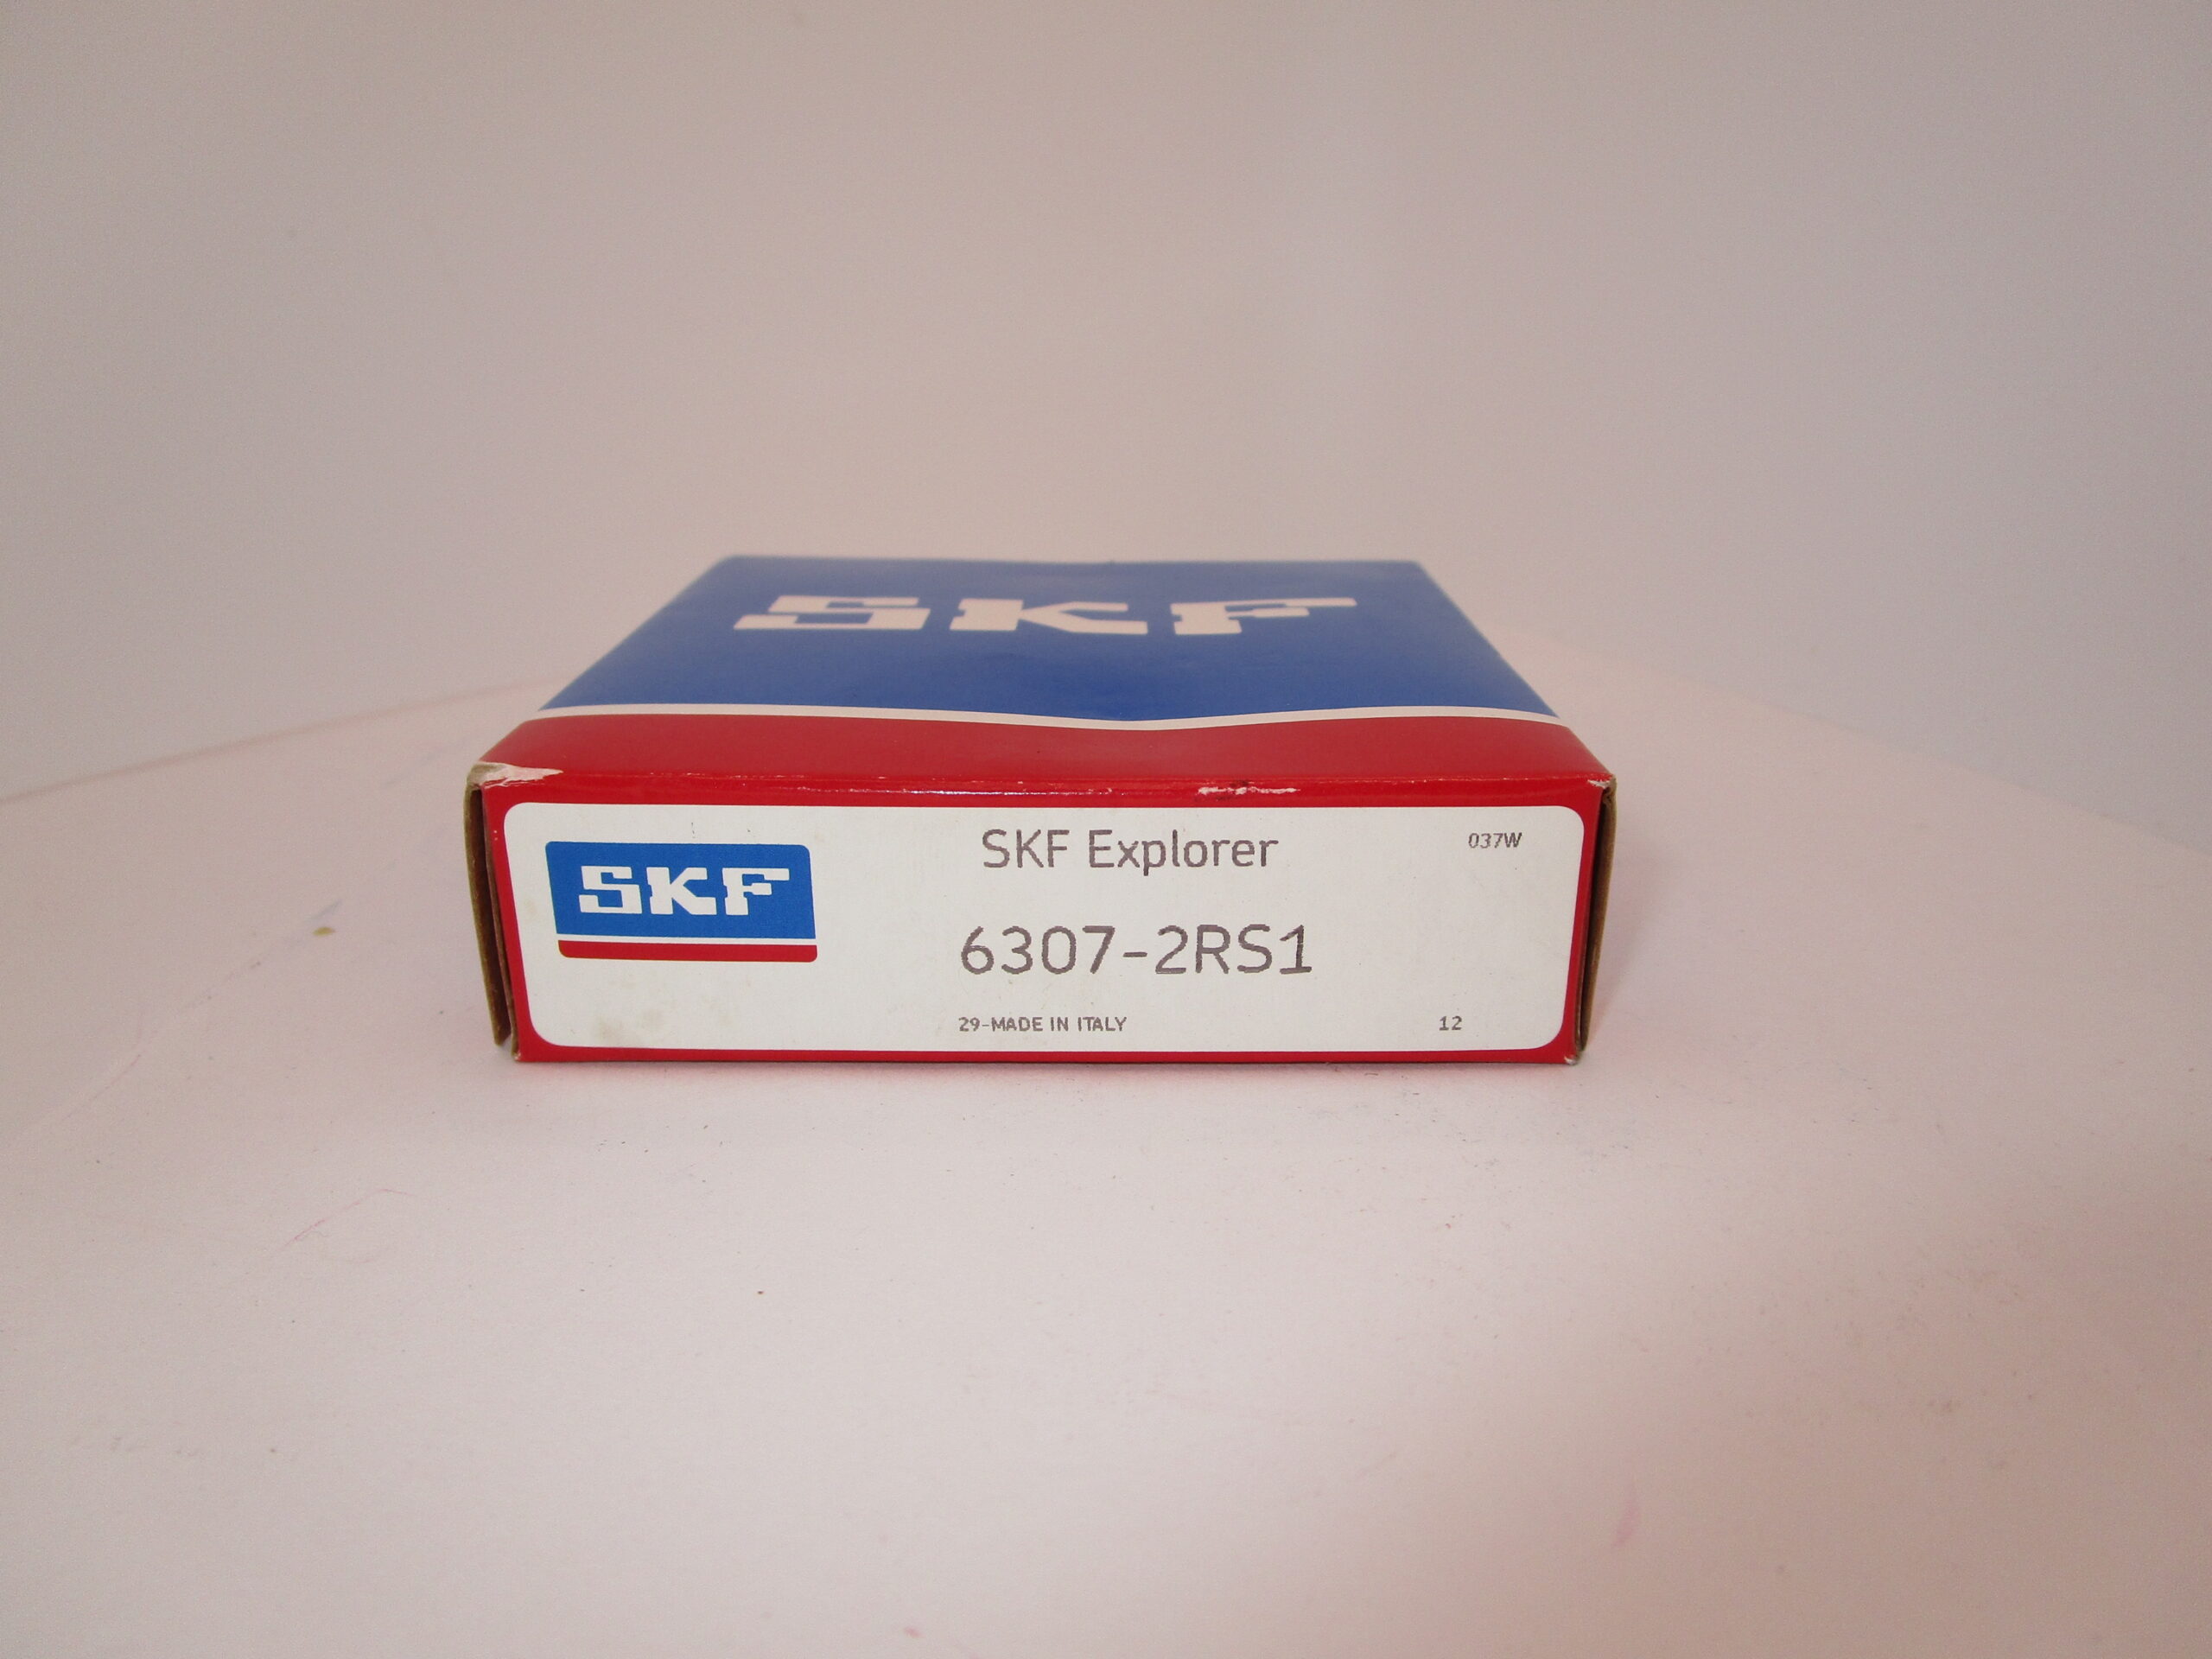 SKF
SKF
SKF Explorer
037W
6307-2RS1
29-MADE IN ITALY
12